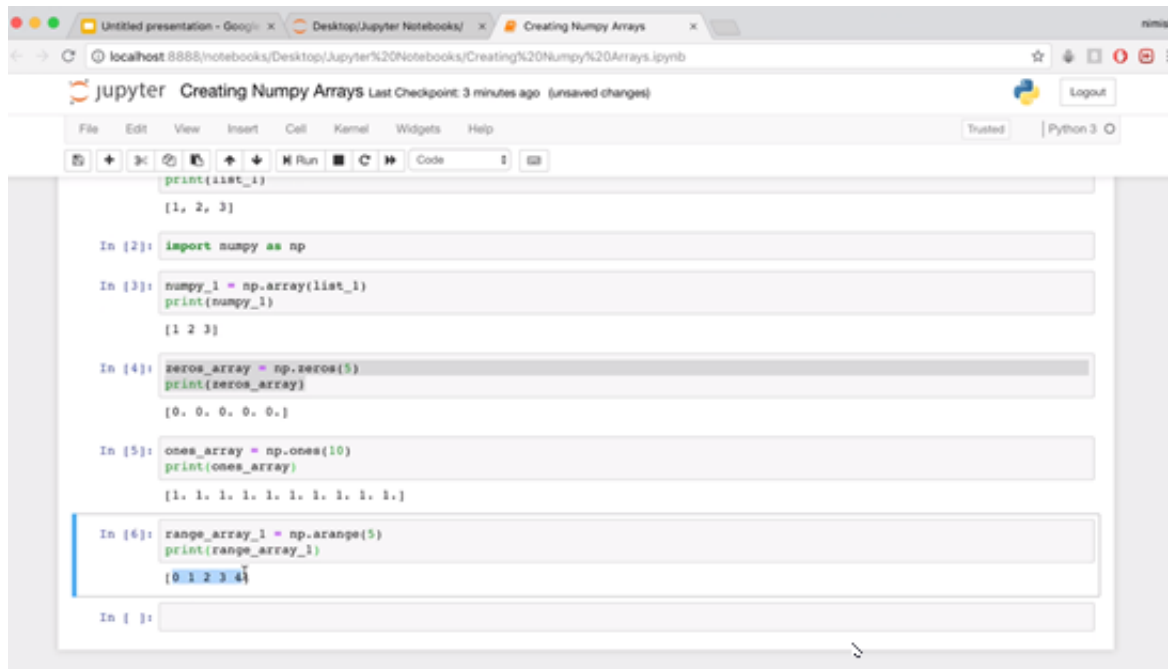 Untitled presentation - Google
Desktop/Jupyter Notebooks/
Creating Numpy Arrays
localhost:8888/notebooks/Desktop/Jupyter%20Notebooks/Creating%20Numpy%20Arrays.ipynb
jupyter Creating Numpy Arrays Last Checkpoint: 3 minutes ago (unsaved changes)
Logout
File Edit View Insert Cell Kernel Widgets Help
Trusted
Python 3
Run
Code
print(list_1)
[1, 2, 3]
In [2]: import numpy as np
In [3]: numpy_1 = np.array(list_1)
print(numpy_1)
[1 2 3]
In [4]: zeros_array = np.zeros(5)
print(zeros_array)
[0. 0. 0. 0. 0.]
In [5]: ones_array = np.ones(10)
print(ones_array)
[1. 1. 1. 1. 1. 1. 1. 1. 1. 1.]
In [6]: range_array_1 = np.arange(5)
print(range_array_1)
[0 1 2 3 4]
In [ ]: